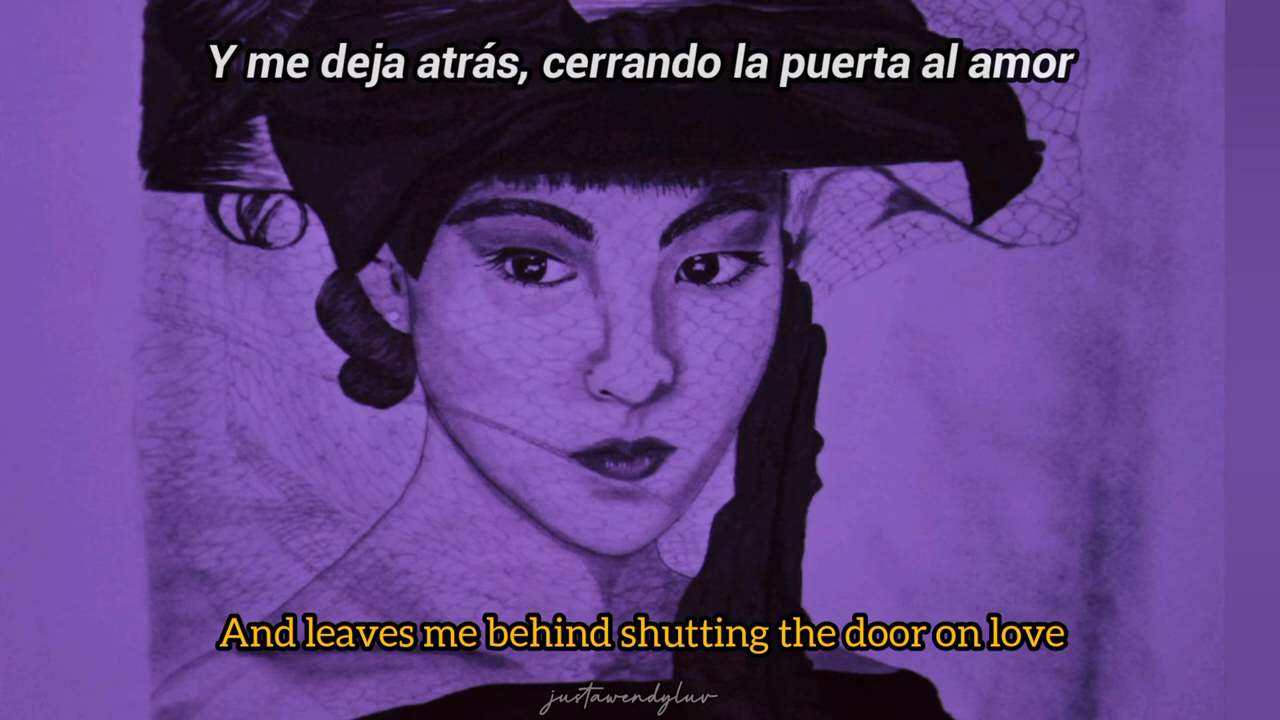 Y me deja atrás, cerrando la puerta al amor
And leaves me behind shutting the door on love
justawendyluv